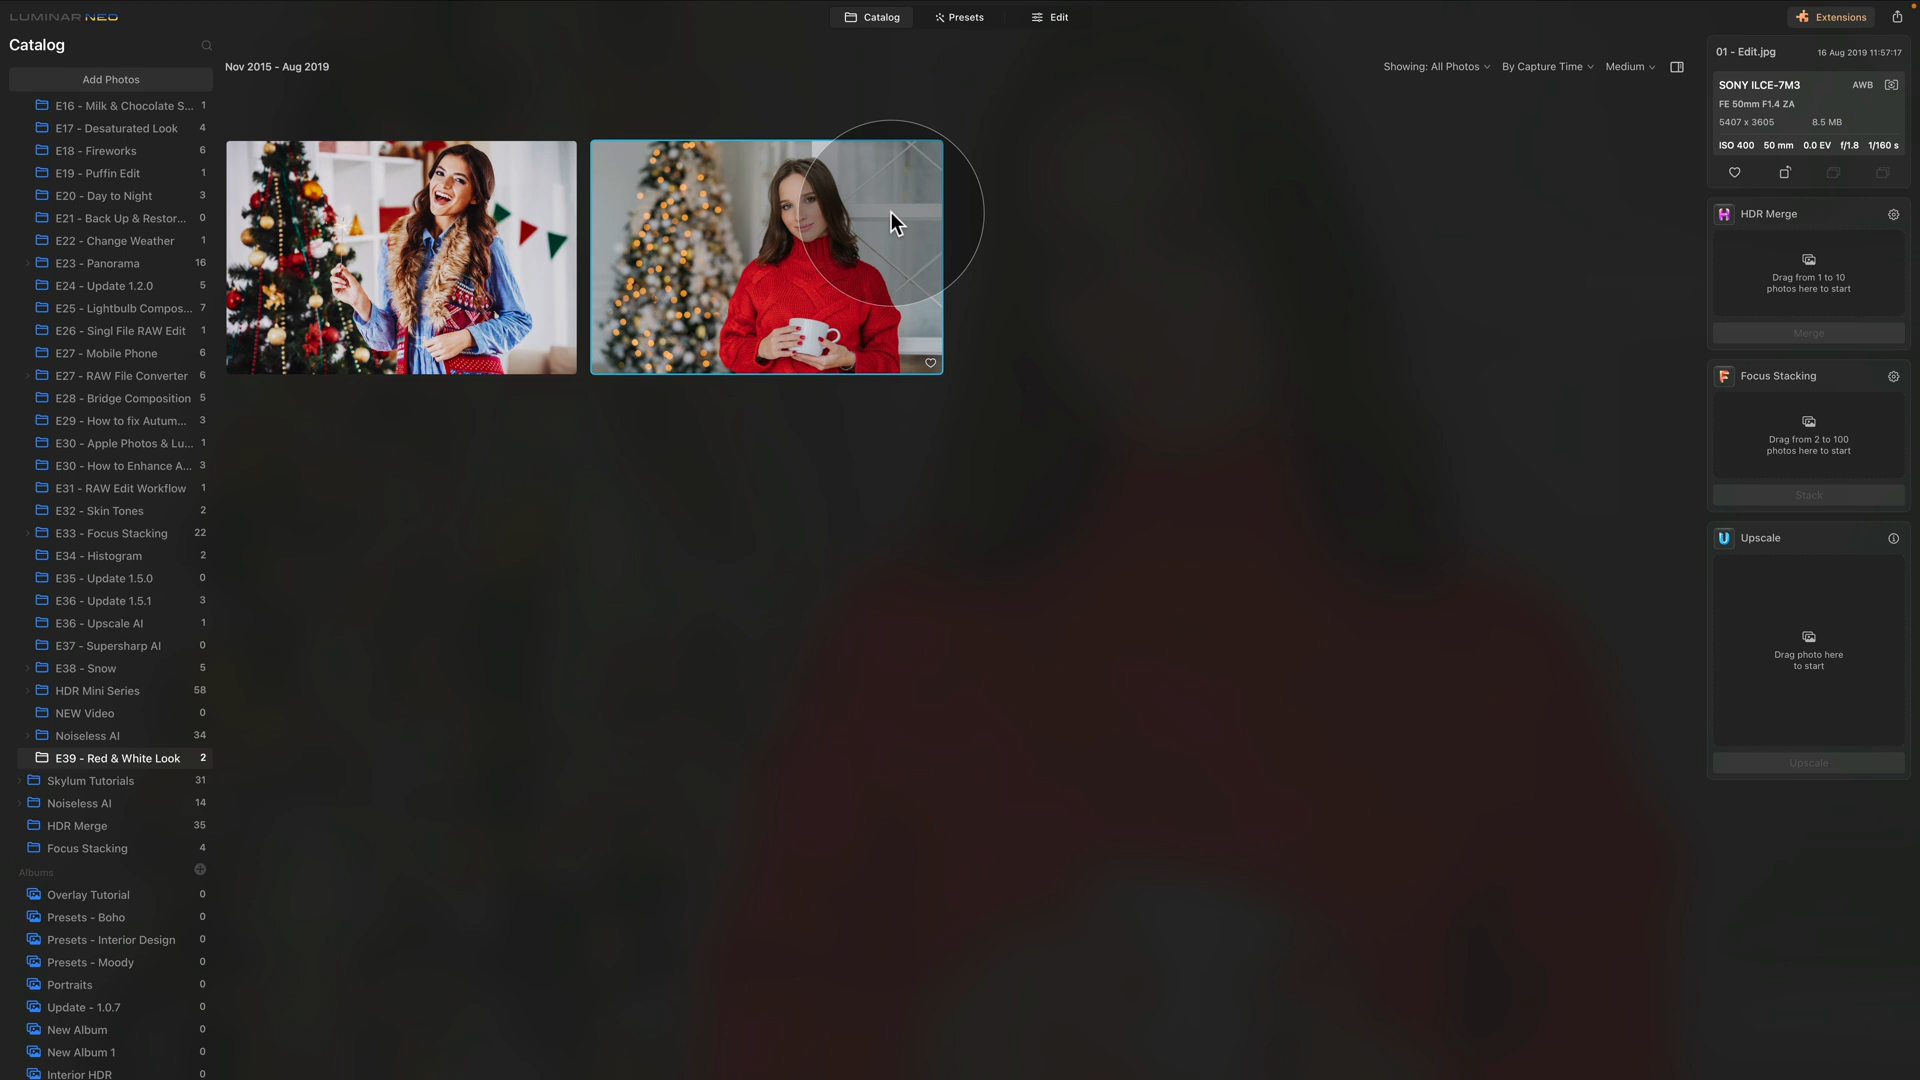 LUMINAR NEO
Catalog
Presets
Edit
Extensions
Catalog
Add Photos
E16 - Milk & Chocolate S... 1
E17 - Desaturated Look 4
E18 - Fireworks 6
E19 - Puffin Edit 1
E20 - Day to Night 3
E21 - Back Up & Restor... 0
E22 - Change Weather 1
E23 - Panorama 16
E24 - Update 1.2.0 5
E25 - Lightbulb Compos... 7
E26 - Singl File RAW Edit 1
E27 - Mobile Phone 6
E27 - RAW File Converter 6
E28 - Bridge Composition 5
E29 - How to fix Autum... 3
E30 - Apple Photos & Lu... 1
E30 - How to Enhance A... 3
E31 - RAW Edit Workflow 1
E32 - Skin Tones 2
E33 - Focus Stacking 22
E34 - Histogram 2
E35 - Update 1.5.0 0
E36 - Update 1.5.1 3
E36 - Upscale AI 1
E37 - Supersharp AI 0
E38 - Snow 5
HDR Mini Series 58
NEW Video 0
Noiseless AI 34
E39 - Red & White Look 2
Skylum Tutorials 31
Noiseless AI 14
HDR Merge 35
Focus Stacking 4
Albums
Overlay Tutorial 0
Presets - Boho 0
Presets - Interior Design 0
Presets - Moody 0
Portraits 0
Update - 1.0.7 0
New Album 0
New Album 1 0
Interior HDR 0
Nov 2015 - Aug 2019
Showing: All Photos
By Capture Time
Medium
01 - Edit.jpg 16 Aug 2019 11:57:17
SONY ILCE-7M3 AWB
FE 50mm F1.4 ZA
5407 x 3605 8.5 MB
ISO 400 50 mm 0.0 EV f/1.8 1/160 s
HDR Merge
Drag from 1 to 10
photos here to start
Merge
Focus Stacking
Drag from 2 to 100
photos here to start
Stack
Upscale
Drag photo here
to start
Upscale